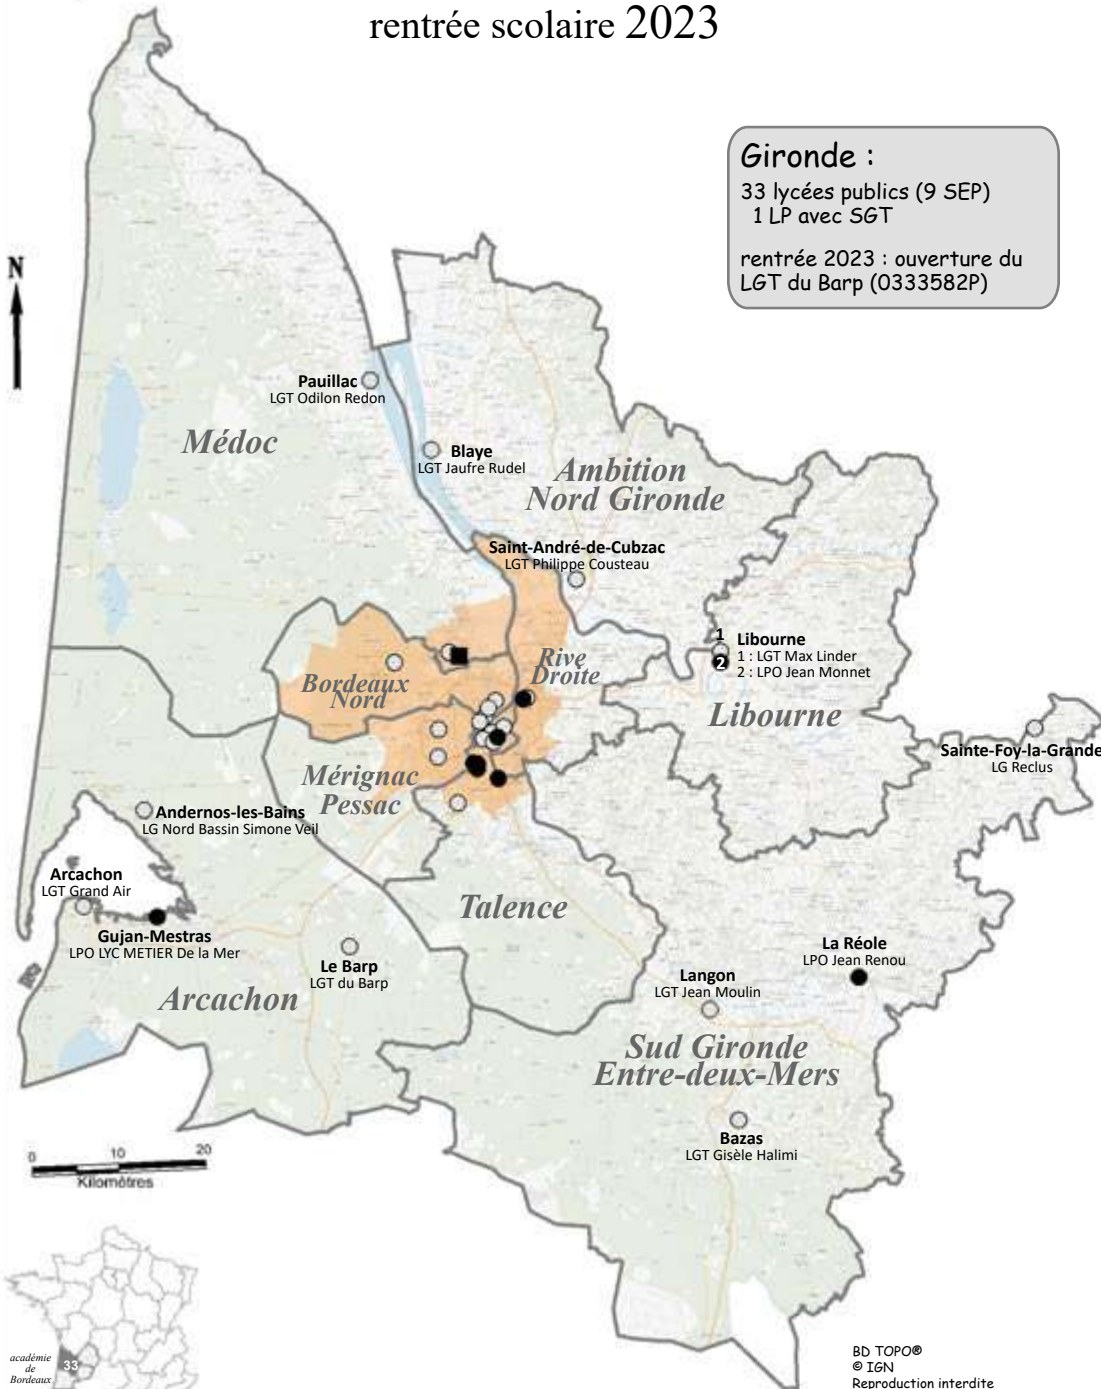 rentrée scolaire 2023
Gironde :
33 lycées publics (9 SEP)
1 LP avec SGT
rentrée 2023 : ouverture du
LGT du Barp (0333582P)
N
Pauillac
LGT Odilon Redon
Médoc
Blaye
LGT Jaufre Rudel
Ambition
Nord Gironde
Saint-André-de-Cubzac
LGT Philippe Cousteau
1
2
Libourne
1 : LGT Max Linder
2 : LPO Jean Monnet
Rive
Droite
Bordeaux
Nord
Libourne
Sainte-Foy-la-Grande
LG Reclus
Mérignac
Pessac
Andernos-les-Bains
LG Nord Bassin Simone Veil
Arcachon
LGT Grand Air
Gujan-Mestras
LPO LYC METIER De la Mer
Talence
Le Barp
LGT du Barp
La Réole
LPO Jean Renou
Langon
LGT Jean Moulin
Arcachon
Sud Gironde
Entre-deux-Mers
Bazas
LGT Gisèle Halimi
0 10 20
Kilomètres
académie
de
Bordeaux
33
BD TOPO®
© IGN
Reproduction interdite